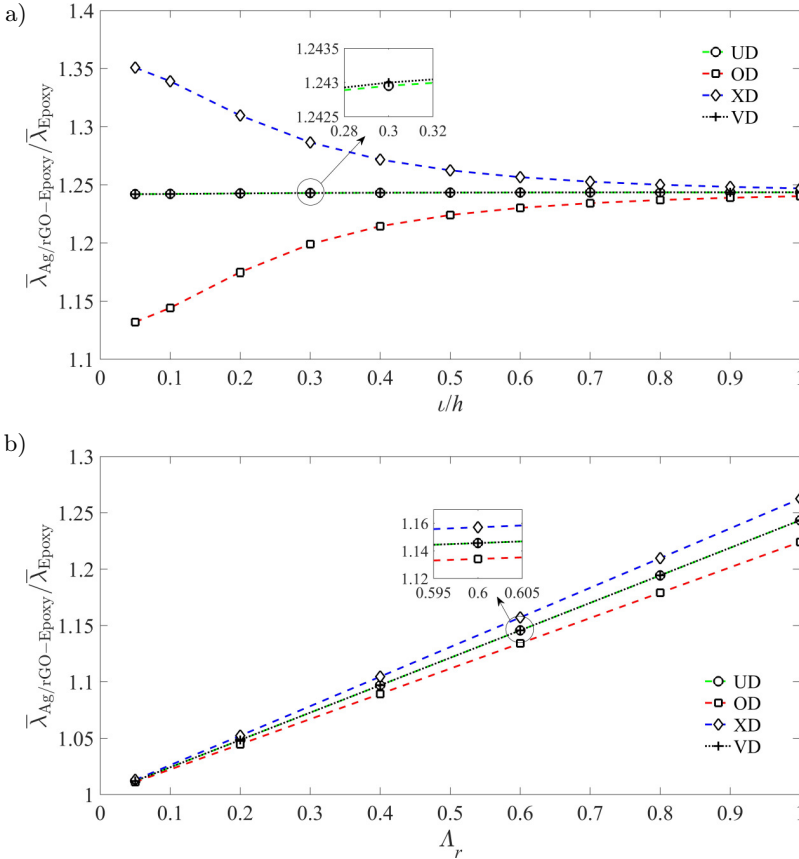 a)
1.4
1.35
1.3
1.25
1.2
1.15
1.1
0 0.1 0.2 0.3 0.4 0.5 0.6 0.7 0.8 0.9 1
ι/h
λ̅Ag/rGO−Epoxy/λ̅Epoxy
1.2435
1.243
1.2425
0.28 0.3 0.32
UD
OD
XD
VD
b)
1.3
1.25
1.2
1.15
1.1
1.05
1
0 0.1 0.2 0.3 0.4 0.5 0.6 0.7 0.8 0.9 1
Λr
λ̅Ag/rGO−Epoxy/λ̅Epoxy
1.16
1.14
1.12
0.595 0.6 0.605
UD
OD
XD
VD